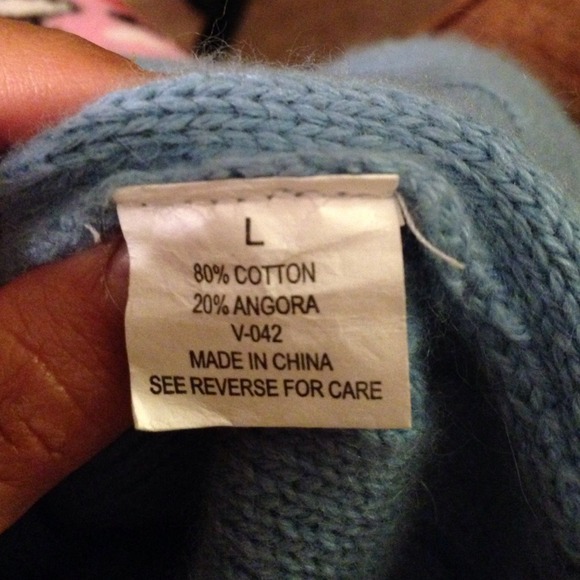 L
80% COTTON
20% ANGORA
V-042
MADE IN CHINA
SEE REVERSE FOR CARE